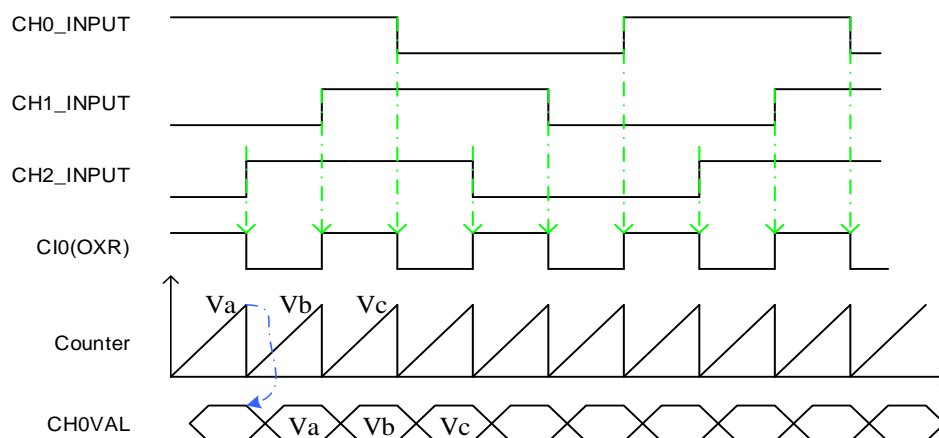 CH0_INPUT
CH1_INPUT
CH2_INPUT
CI0(OXR)
Va Vb Vc
Counter
CH0VAL Va Vb Vc